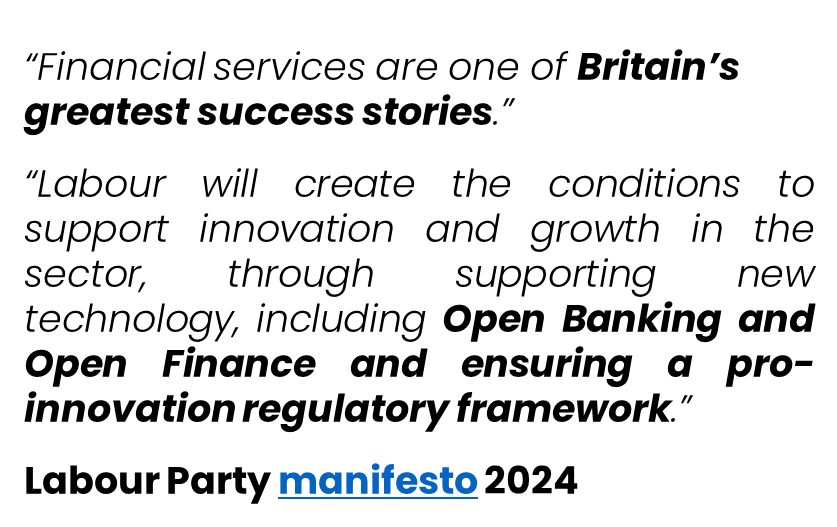 “Financial services are one of Britain’s
greatest success stories.”
“Labour will create the conditions to
support innovation and growth in the
sector, through supporting new
technology, including Open Banking and
Open Finance and ensuring a pro-
innovation regulatory framework.”
Labour Party manifesto 2024